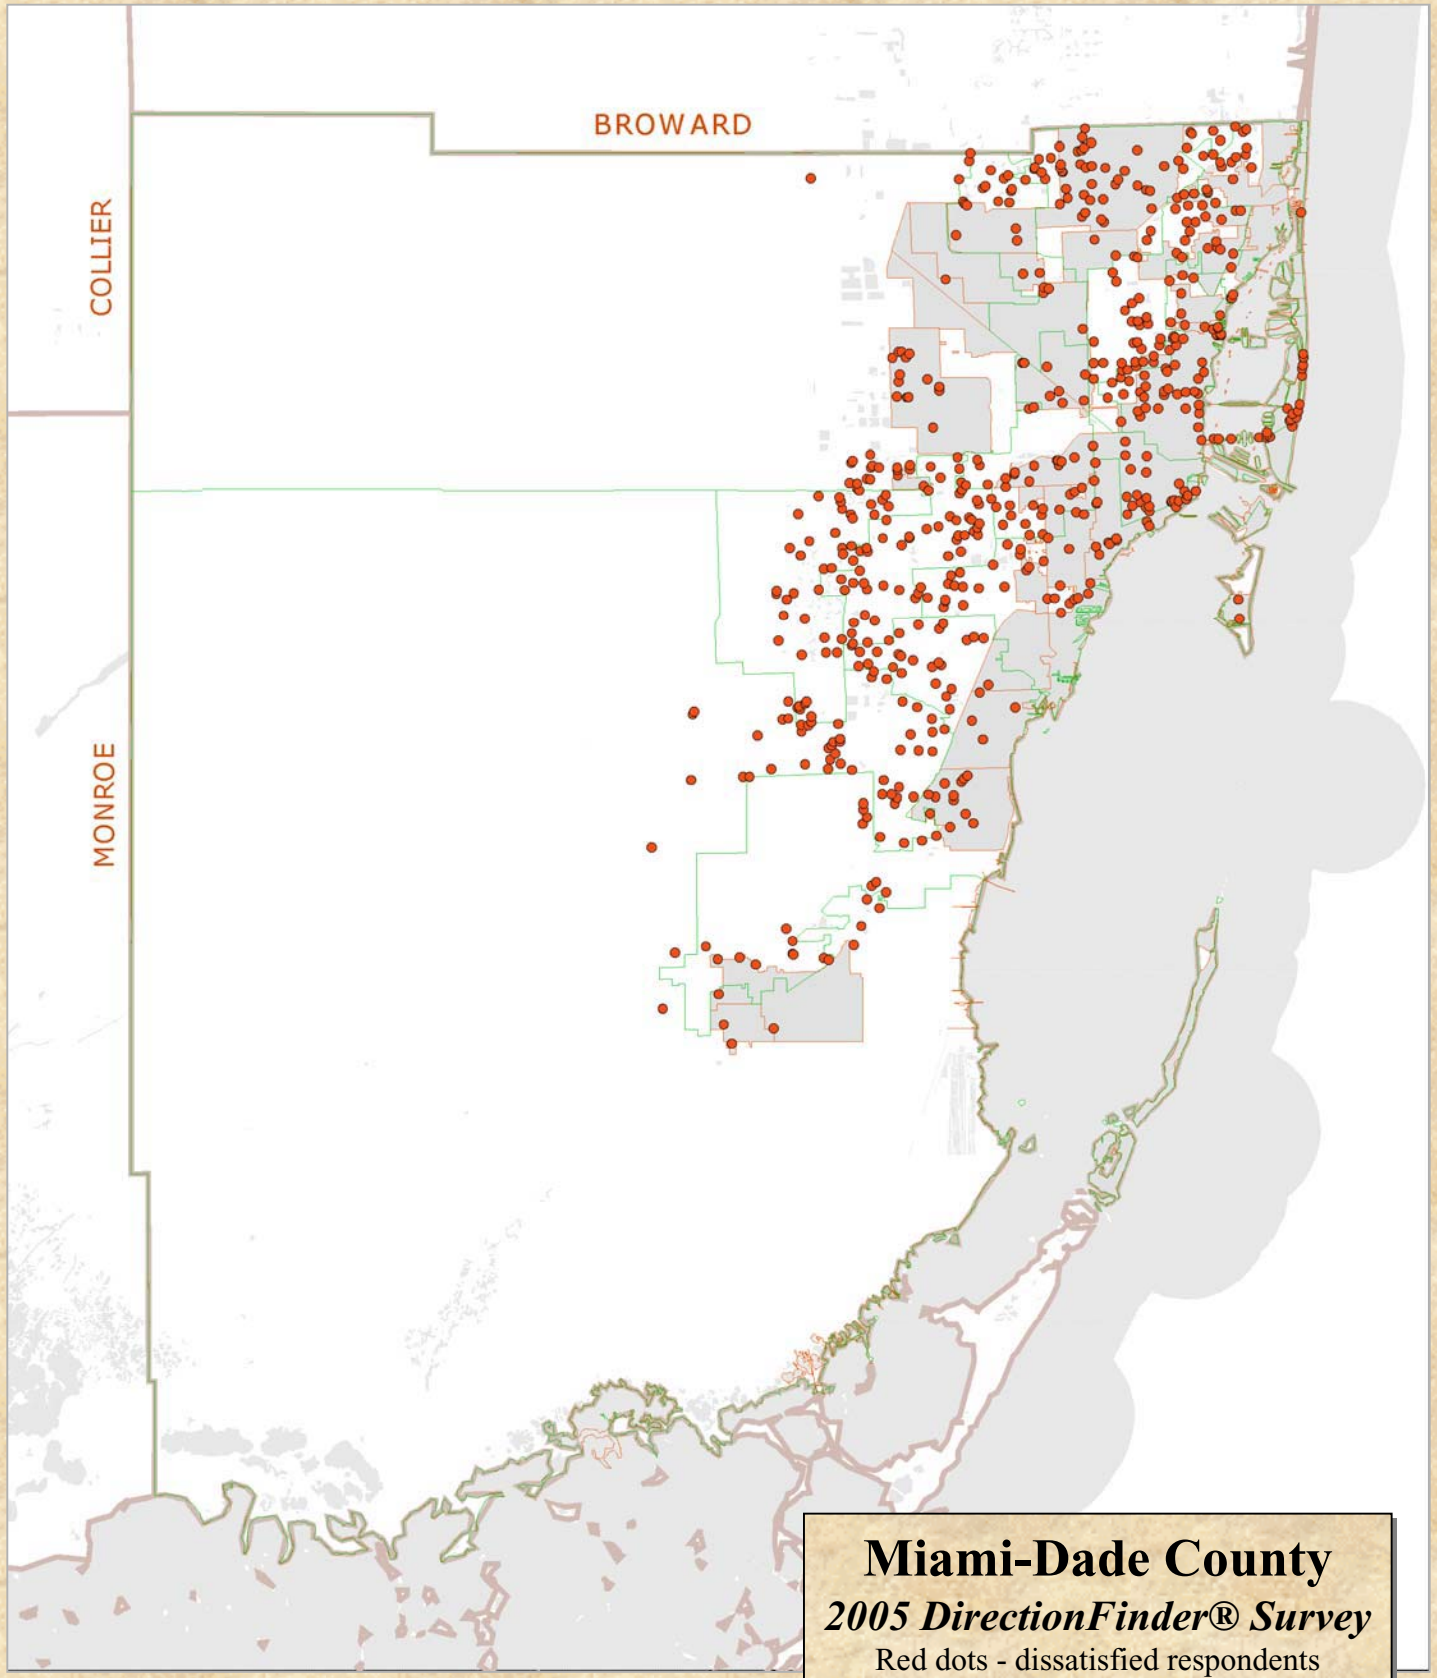 BROWARD
COLLIER
MONROE
Miami-Dade County
2005 DirectionFinder® Survey
Red dots - dissatisfied respondents